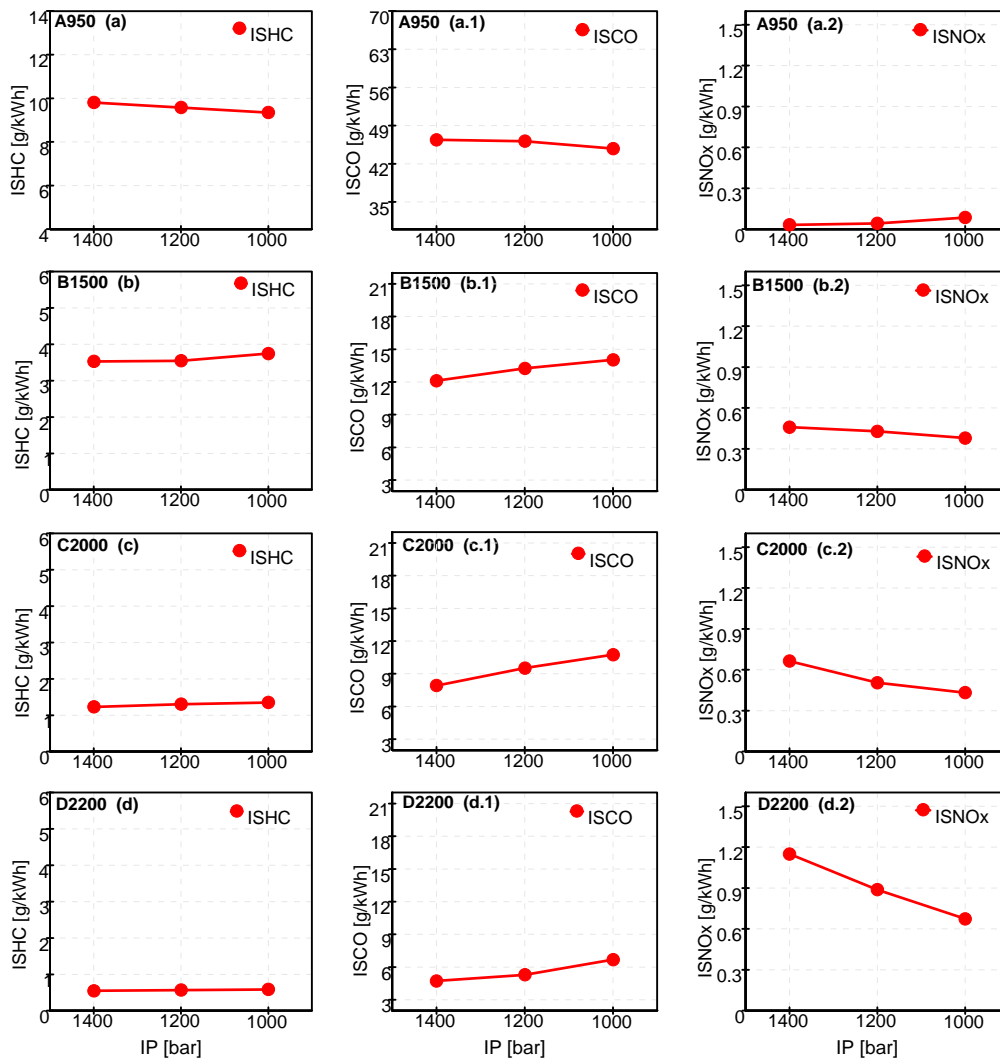 A950 (a)
ISHC
ISHC [g/kWh]
14
12
10
8
6
4
1400 1200 1000
A950 (a.1)
ISCO
ISCO [g/kWh]
70
63
56
49
42
35
1400 1200 1000
A950 (a.2)
ISNOx
ISNOx [g/kWh]
1.5
1.2
0.9
0.6
0.3
0
1400 1200 1000
B1500 (b)
ISHC
ISHC [g/kWh]
6
5
4
3
2
1
0
1400 1200 1000
B1500 (b.1)
ISCO
ISCO [g/kWh]
21
18
15
12
9
6
3
1400 1200 1000
B1500 (b.2)
ISNOx
ISNOx [g/kWh]
1.5
1.2
0.9
0.6
0.3
0
1400 1200 1000
C2000 (c)
ISHC
ISHC [g/kWh]
6
5
4
3
2
1
0
1400 1200 1000
C2000 (c.1)
ISCO
ISCO [g/kWh]
21
18
15
12
9
6
3
1400 1200 1000
C2000 (c.2)
ISNOx
ISNOx [g/kWh]
1.5
1.2
0.9
0.6
0.3
0
1400 1200 1000
D2200 (d)
ISHC
ISHC [g/kWh]
6
5
4
3
2
1
0
1400 1200 1000
IP [bar]
D2200 (d.1)
ISCO
ISCO [g/kWh]
21
18
15
12
9
6
3
1400 1200 1000
IP [bar]
D2200 (d.2)
ISNOx
ISNOx [g/kWh]
1.5
1.2
0.9
0.6
0.3
0
1400 1200 1000
IP [bar]